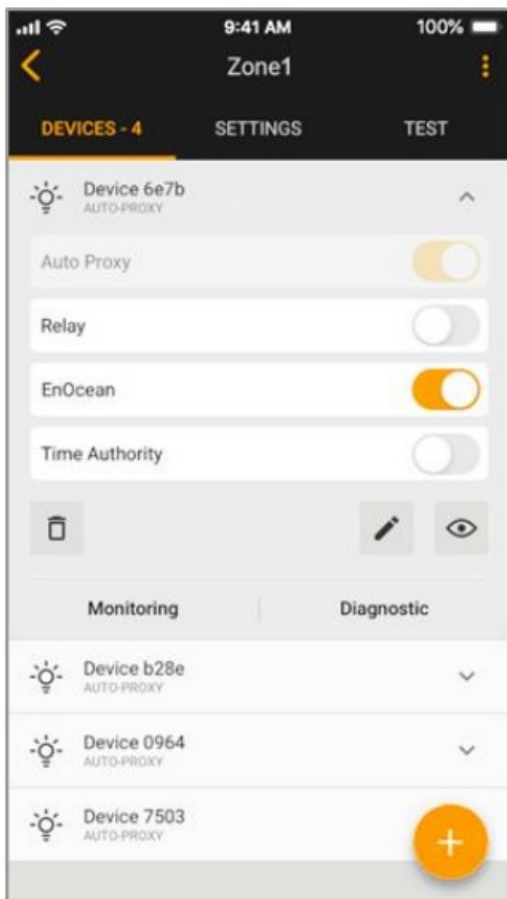 9:41 AM 100%
Zone1
DEVICES - 4 SETTINGS TEST
Device 6e7b
AUTO-PROXY
Auto Proxy
Relay
EnOcean
Time Authority
Monitoring Diagnostic
Device b28e
AUTO-PROXY
Device 0964
AUTO-PROXY
Device 7503
AUTO-PROXY